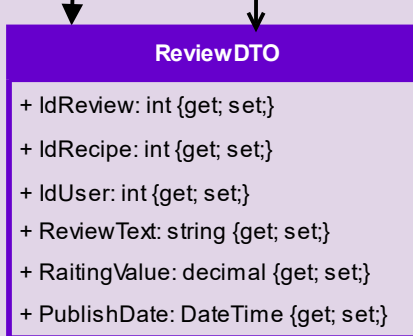 ReviewDTO
+ IdReview: int {get; set;}
+ IdRecipe: int {get; set;}
+ IdUser: int {get; set;}
+ ReviewText: string {get; set;}
+ RaitingValue: decimal {get; set;}
+ PublishDate: DateTime {get; set;}